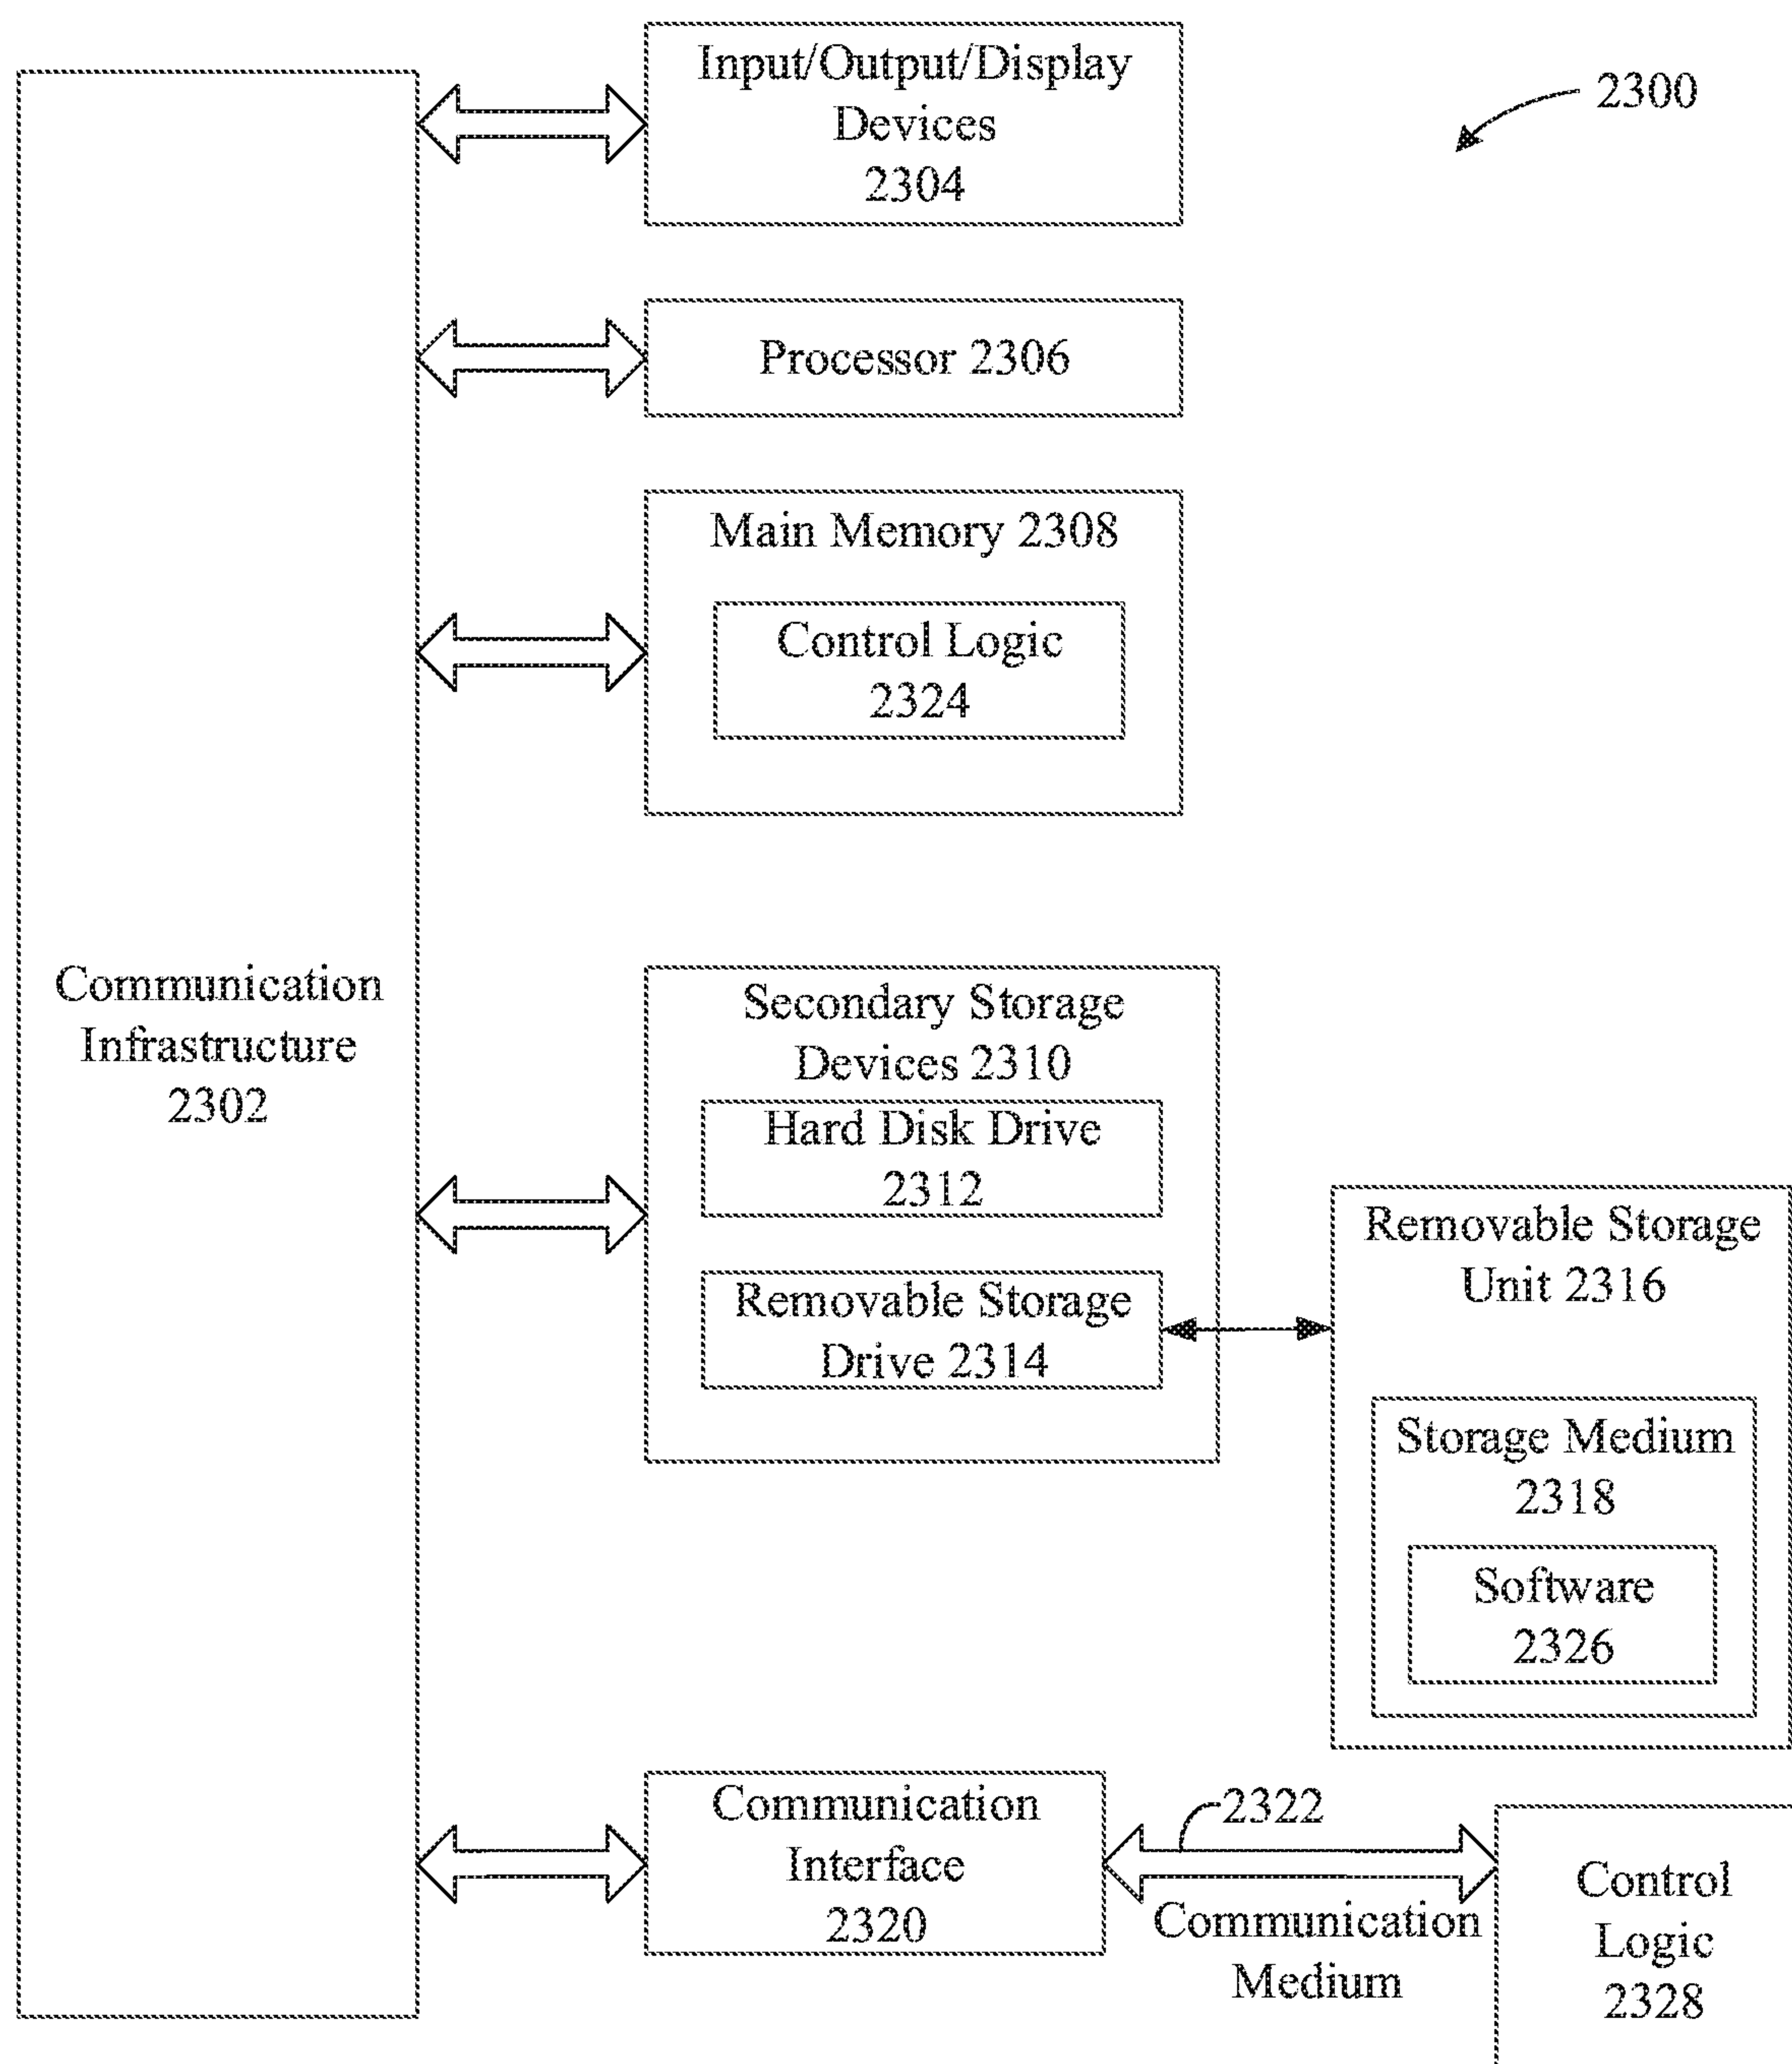 Input/Output/Display
Devices
2304
2300
Processor 2306
Main Memory 2308
Control Logic
2324
Communication
Infrastructure
2302
Secondary Storage
Devices 2310
Hard Disk Drive
2312
Removable Storage
Drive 2314
Removable Storage
Unit 2316
Storage Medium
2318
Software
2326
Communication
Interface
2320
2322
Communication
Medium
Control
Logic
2328